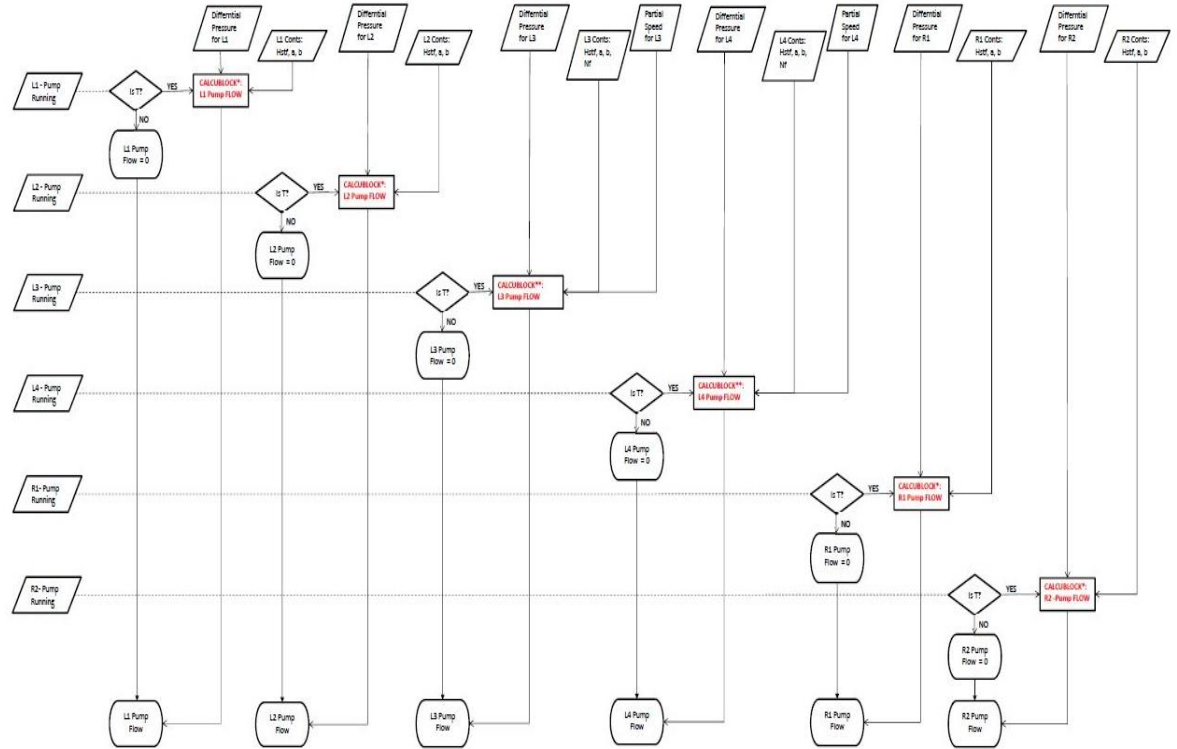 Differntial
Pressure
for L1
L1 Conts:
Hstf, a, b
Differntial
Pressure
for L2
L2 Conts:
Hstf, a, b
Differntial
Pressure
for L3
L3 Conts:
Hstf, a, b,
Nf
Partial
Speed
for L3
Differntial
Pressure
for L4
L4 Conts:
Hstf, a, b,
Nf
Partial
Speed
for L4
Differntial
Pressure
for R1
R1 Conts:
Hstf, a, b
Differntial
Pressure
for R2
R2 Conts:
Hstf, a, b
L1 - Pump
Running
Is T?
YES
CALCUBLOCK*:
L1 Pump FLOW
NO
L1 Pump
Flow = 0
L2 - Pump
Running
Is T?
YES
CALCUBLOCK*:
L2 Pump FLOW
NO
L2 Pump
Flow = 0
L3 - Pump
Running
Is T?
YES
CALCUBLOCK**:
L3 Pump FLOW
NO
L3 Pump
Flow = 0
L4 - Pump
Running
Is T?
YES
CALCUBLOCK**:
L4 Pump FLOW
NO
L4 Pump
Flow = 0
R1- Pump
Running
Is T?
YES
CALCUBLOCK*:
R1 Pump FLOW
NO
R1 Pump
Flow = 0
R2- Pump
Running
Is T?
YES
CALCUBLOCK*:
R2 -Pump FLOW
NO
R2 Pump
Flow = 0
L1 Pump
Flow
L2 Pump
Flow
L3 Pump
Flow
L4 Pump
Flow
R1 Pump
Flow
R2 Pump
Flow